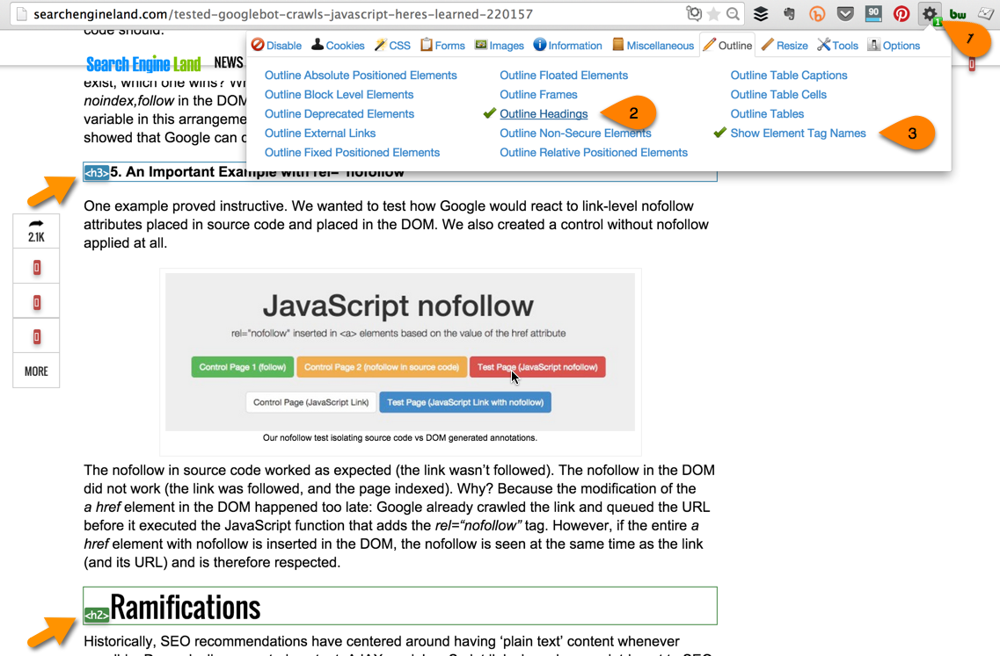 searchengineland.com/tested-googlebot-crawls-javascript-heres-learned-220157
90
1
bw
1
code should.
Disable Cookies CSS Forms Images Information Miscellaneous Outline Resize Tools Options
Search Engine Land NEWS
Outline Absolute Positioned Elements Outline Floated Elements Outline Table Captions
exist, which one wins?
Outline Block Level Elements Outline Frames Outline Table Cells
noindex,follow in the DOM
Outline Deprecated Elements Outline Headings 2 Outline Tables
variable in this arrangeme
Outline External Links Outline Non-Secure Elements Show Element Tag Names 3
showed that Google can
Outline Fixed Positioned Elements Outline Relative Positioned Elements
<h3>5. An Important Example with rel="nofollow"
One example proved instructive. We wanted to test how Google would react to link-level nofollow
attributes placed in source code and placed in the DOM. We also created a control without nofollow
applied at all.
2.1K
MORE
JavaScript nofollow
rel="nofollow" inserted in <a> elements based on the value of the href attribute
Control Page 1 (follow) Control Page 2 (nofollow in source code) Test Page (JavaScript nofollow)
Control Page (JavaScript Link) Test Page (JavaScript Link with nofollow)
Our nofollow test isolating source code vs DOM generated annotations.
The nofollow in source code worked as expected (the link wasn’t followed). The nofollow in the DOM
did not work (the link was followed, and the page indexed). Why? Because the modification of the
a href element in the DOM happened too late: Google already crawled the link and queued the URL
before it executed the JavaScript function that adds the rel=“nofollow” tag. However, if the entire a
href element with nofollow is inserted in the DOM, the nofollow is seen at the same time as the link
(and its URL) and is therefore respected.
<h2>Ramifications
Historically, SEO recommendations have centered around having ‘plain text’ content whenever